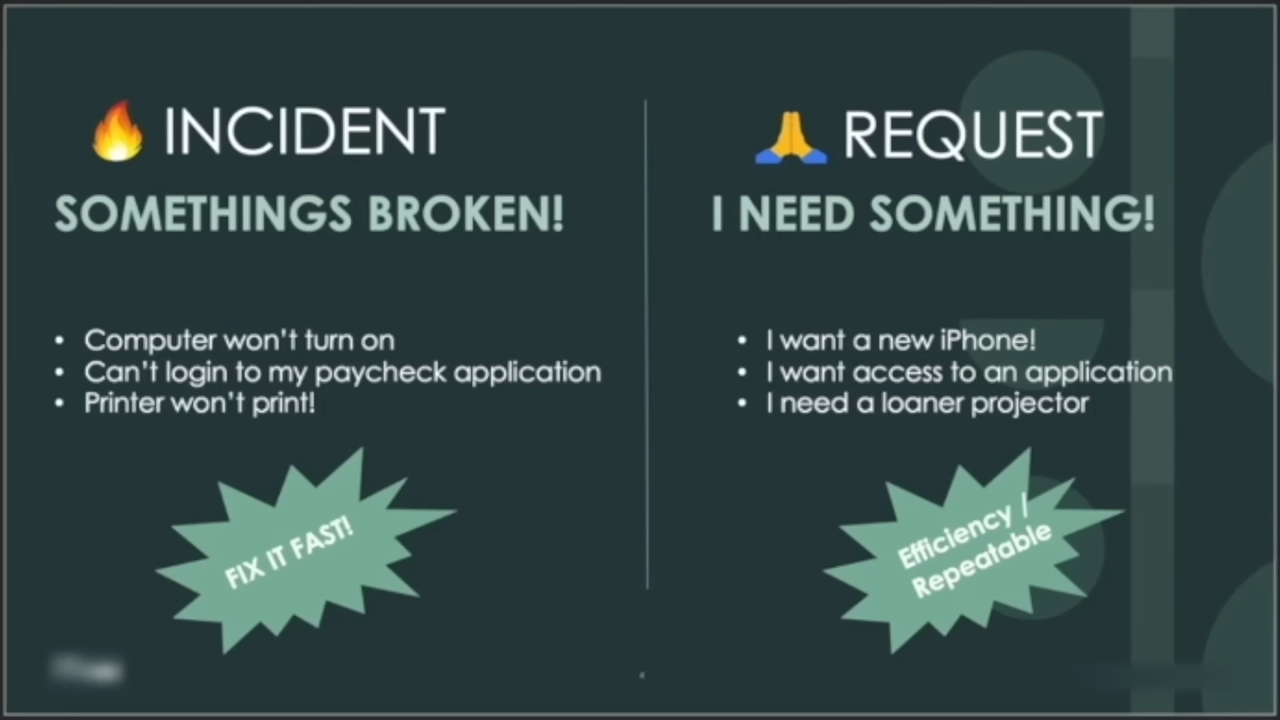 INCIDENT
SOMETHINGS BROKEN!
• Computer won't turn on
• Can't login to my paycheck application
• Printer won't print!
FIX IT FAST!
REQUEST
I NEED SOMETHING!
• I want a new iPhone!
• I want access to an application
• I need a loaner projector
Efficiency /
Repeatable